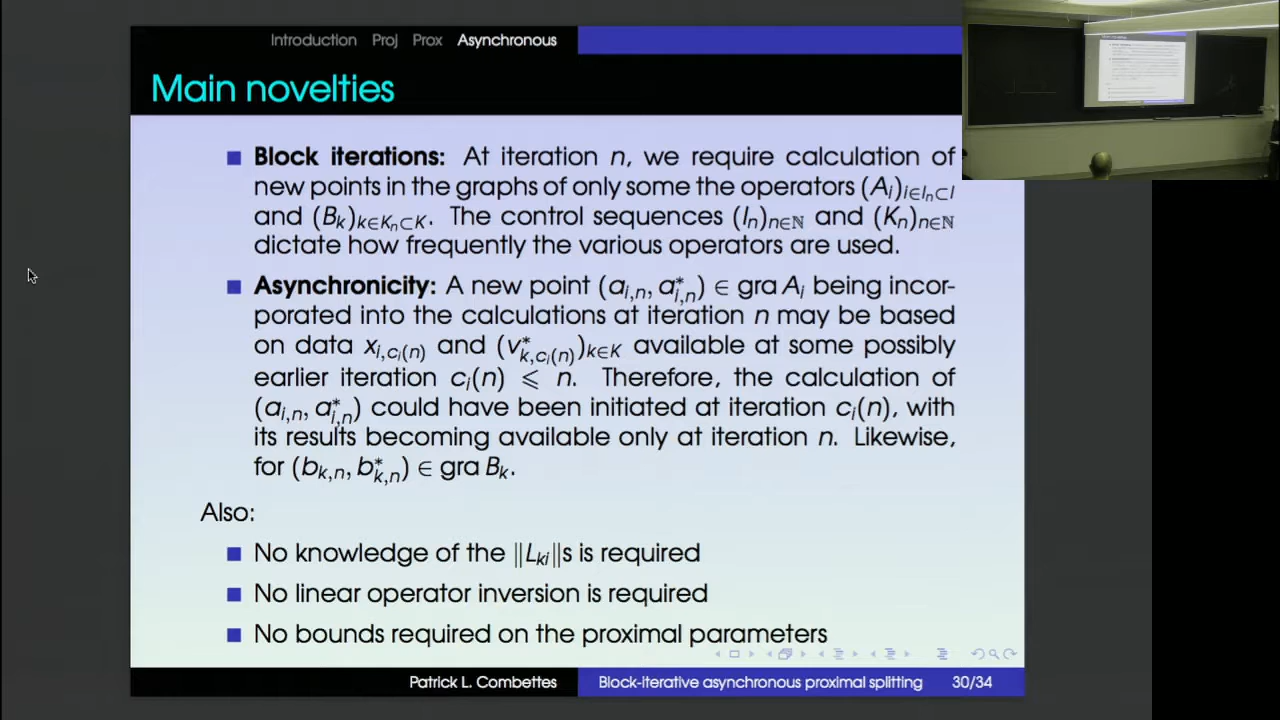 Introduction Proj Prox Asynchronous
Main novelties
Block iterations: At iteration n, we require calculation of
new points in the graphs of only some the operators (A_i)_{i∈I_n⊂I}
and (B_k)_{k∈K_n⊂K}. The control sequences (I_n)_{n∈ℕ} and (K_n)_{n∈ℕ}
dictate how frequently the various operators are used.
Asynchronicity: A new point (a_{i,n}, a*_{i,n}) ∈ gra A_i being incor-
porated into the calculations at iteration n may be based
on data x_{i,c_i(n)} and (v*_{k,c_i(n)})_{k∈K} available at some possibly
earlier iteration c_i(n) ⩽ n. Therefore, the calculation of
(a_{i,n}, a*_{i,n}) could have been initiated at iteration c_i(n), with
its results becoming available only at iteration n. Likewise,
for (b_{k,n}, b*_{k,n}) ∈ gra B_k.
Also:
No knowledge of the ‖L_{ki}‖s is required
No linear operator inversion is required
No bounds required on the proximal parameters
Patrick L. Combettes Block-iterative asynchronous proximal splitting 30/34